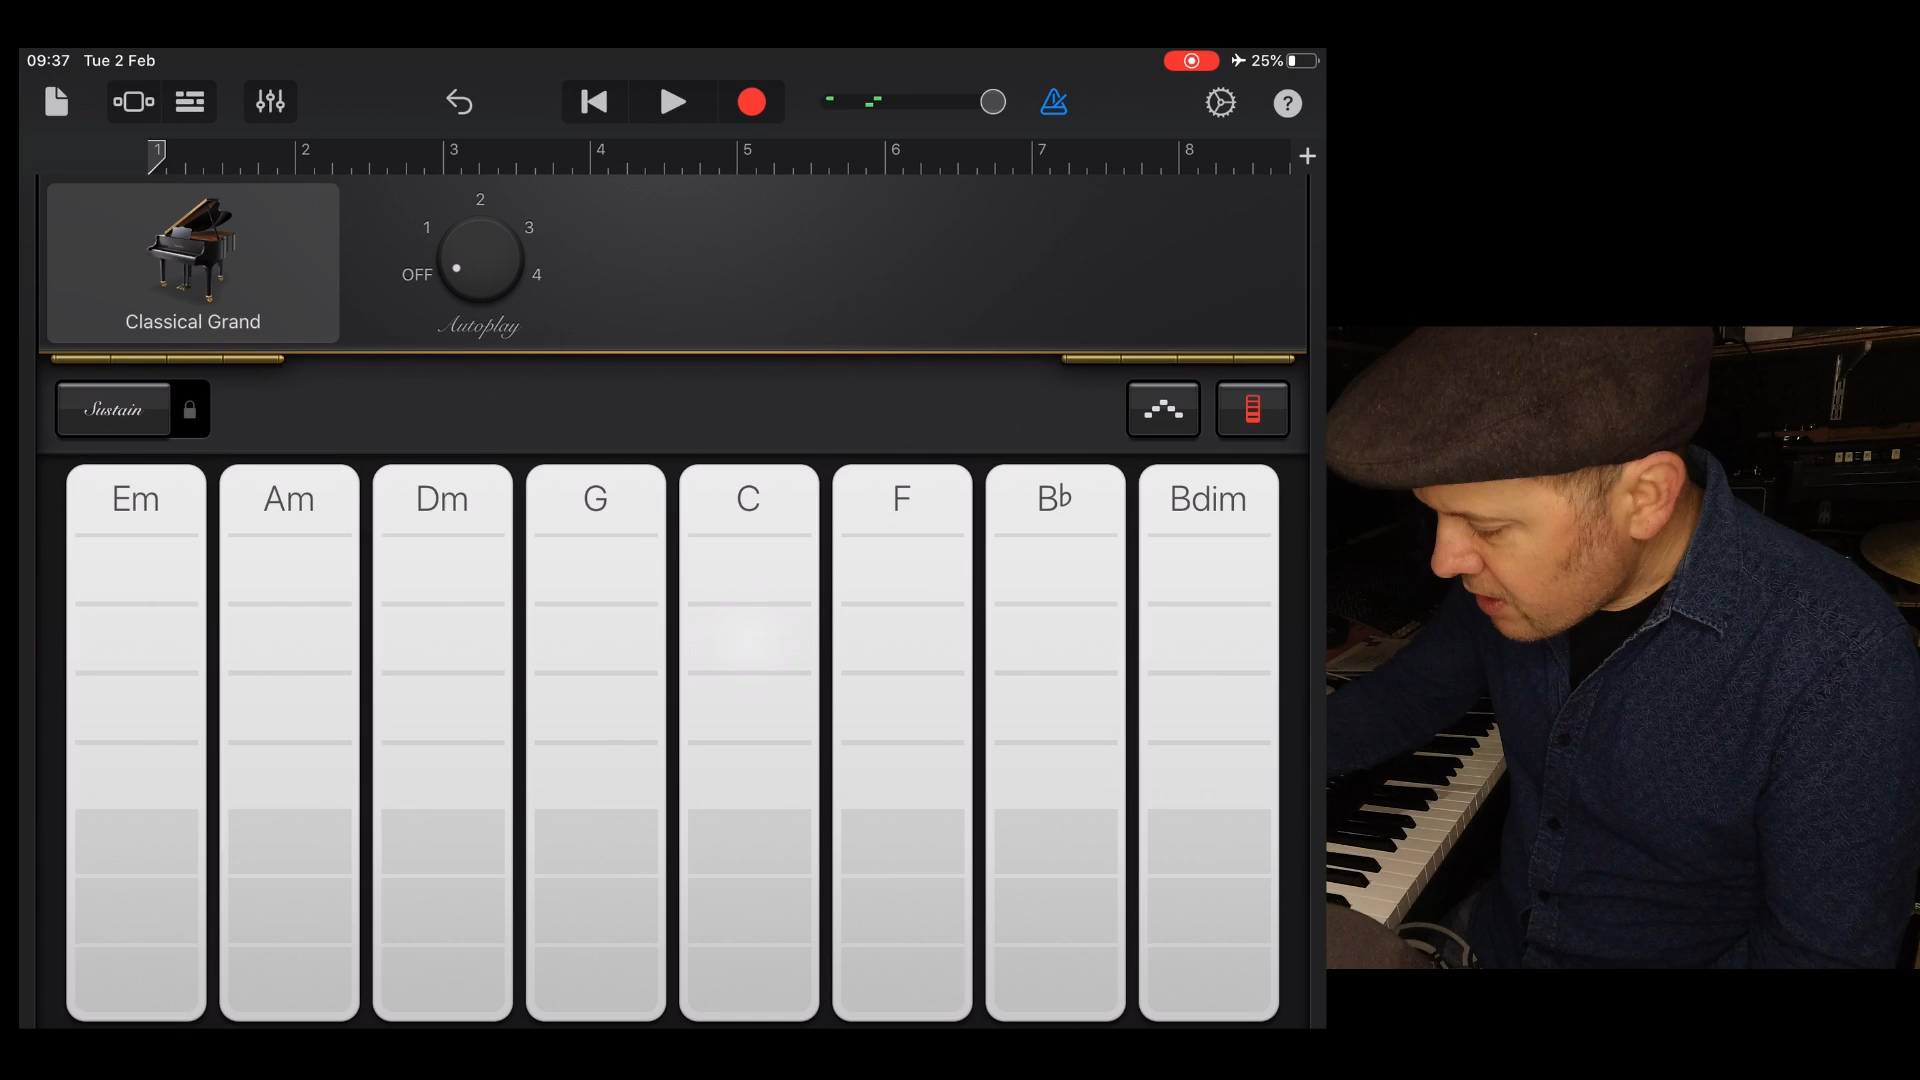 09:37 Tue 2 Feb
25%
?
1 2 3 4 5 6 7 8 +
2
1 3
OFF 4
Classical Grand
Autoplay
Sustain
Em Am Dm G C F B♭ Bdim